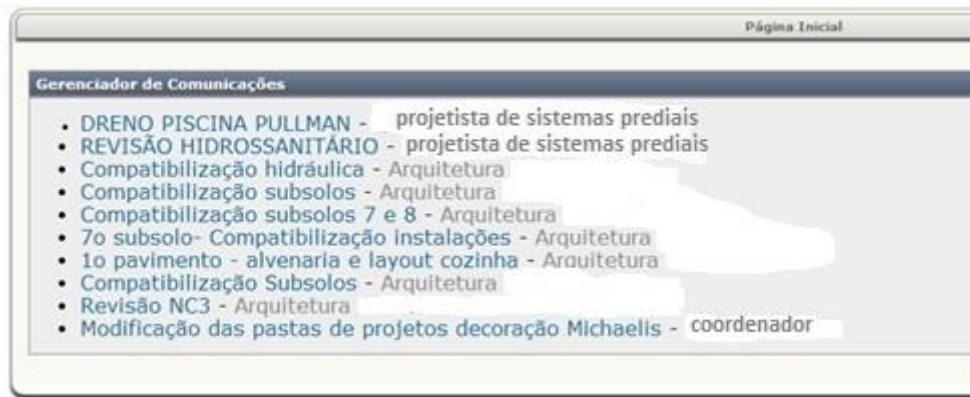 Página Inicial
Gerenciador de Comunicações
• DRENO PISCINA PULLMAN - projetista de sistemas prediais
• REVISÃO HIDROSSANITÁRIO - projetista de sistemas prediais
• Compatibilização hidráulica - Arquitetura
• Compatibilização subsolos - Arquitetura
• Compatibilização subsolos 7 e 8 - Arquitetura
• 7o subsolo- Compatibilização instalações - Arquitetura
• 1o pavimento - alvenaria e layout cozinha - Arquitetura
• Compatibilização Subsolos - Arquitetura
• Revisão NC3 - Arquitetura
• Modificação das pastas de projetos decoração Michaelis - coordenador